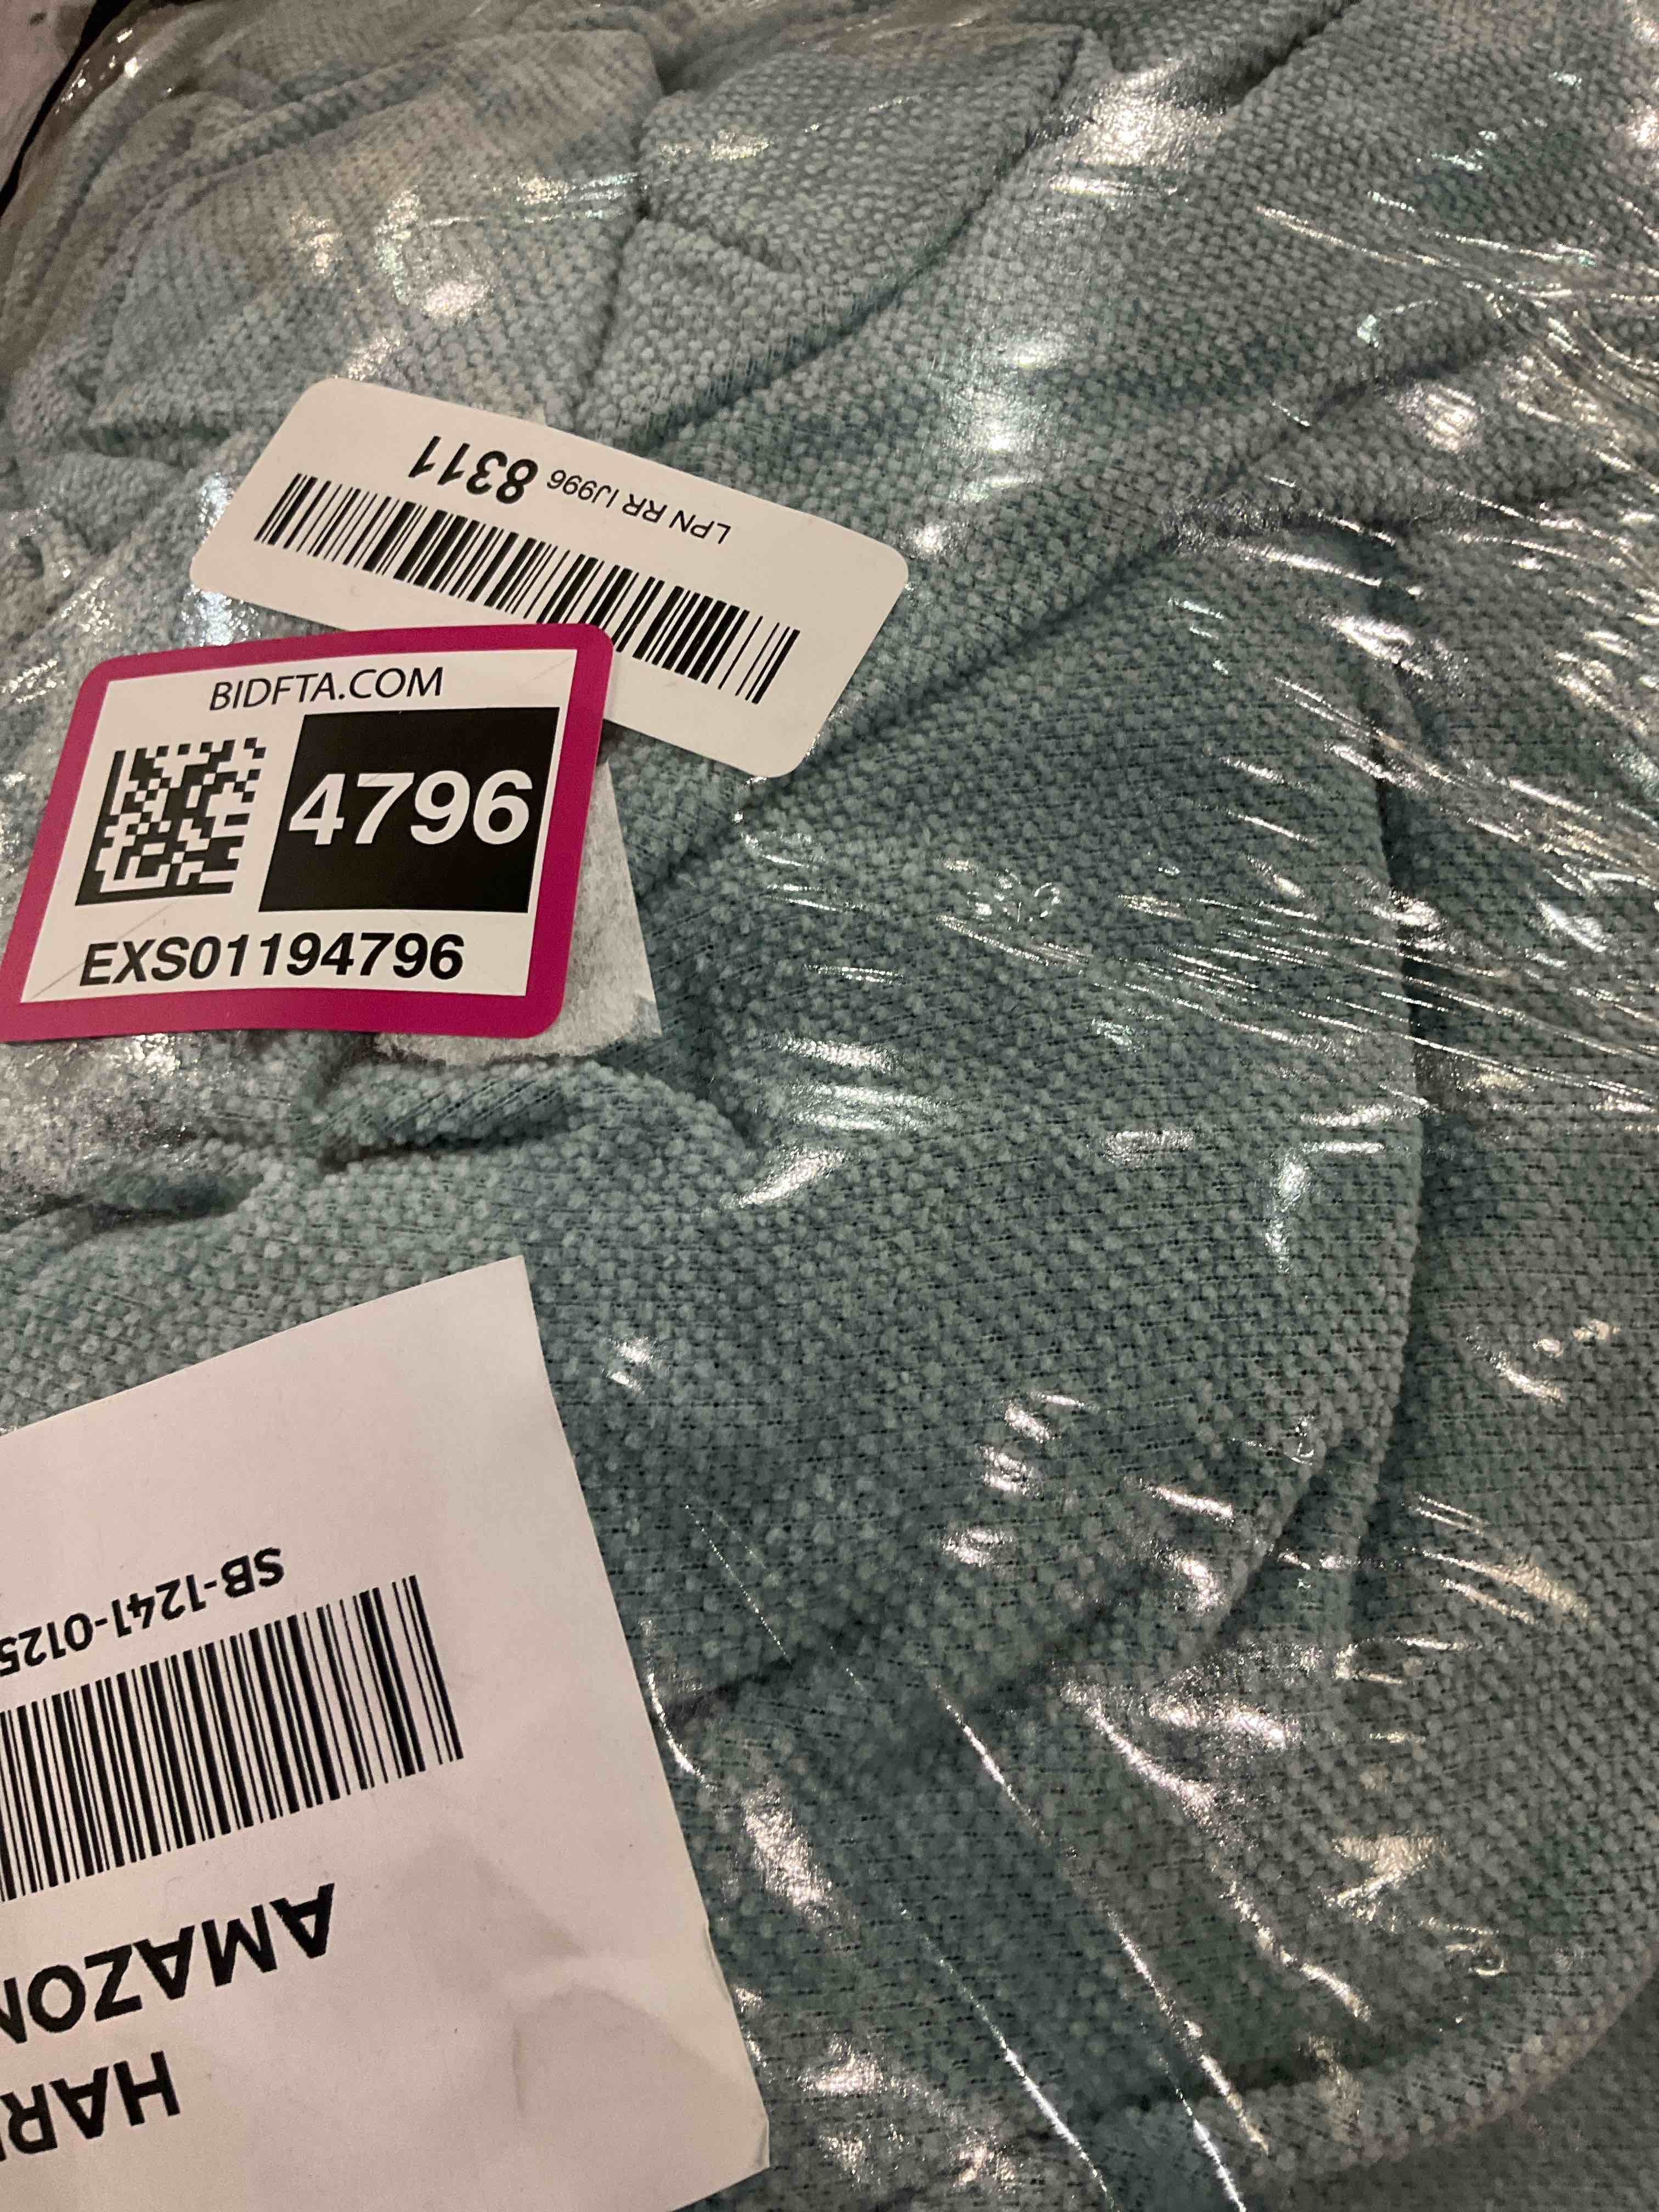 LPN RR IJ996 8311
BIDFTA.COM
4796
EXS01194796
SB-1241-0125
AMAZON
HAR